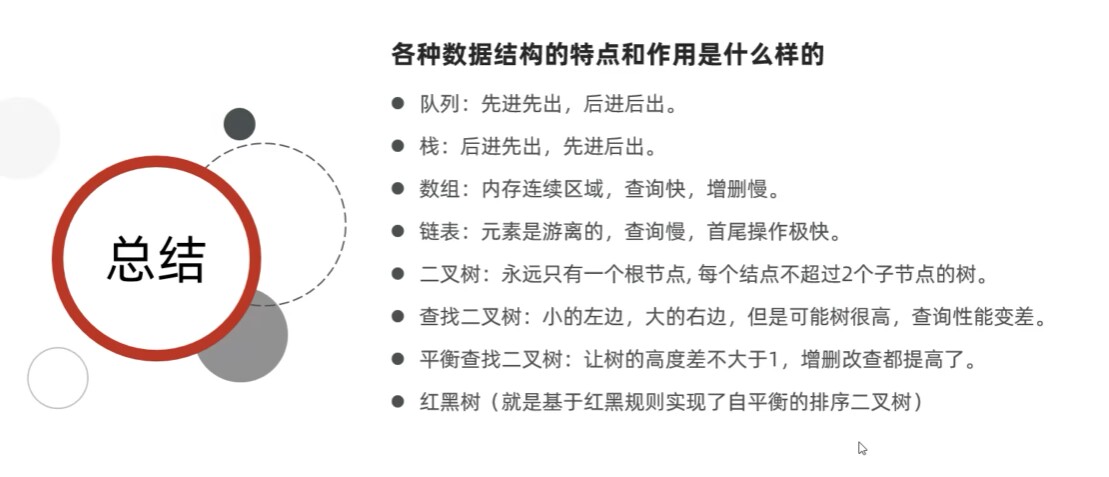 各种数据结构的特点和作用是什么样的
队列：先进先出，后进后出。
栈：后进先出，先进后出。
数组：内存连续区域，查询快，增删慢。
链表：元素是游离的，查询慢，首尾操作极快。
二叉树：永远只有一个根节点, 每个结点不超过2个子节点的树。
查找二叉树：小的左边，大的右边，但是可能树很高，查询性能变差。
平衡查找二叉树：让树的高度差不大于1，增删改查都提高了。
红黑树（就是基于红黑规则实现了自平衡的排序二叉树）
总结